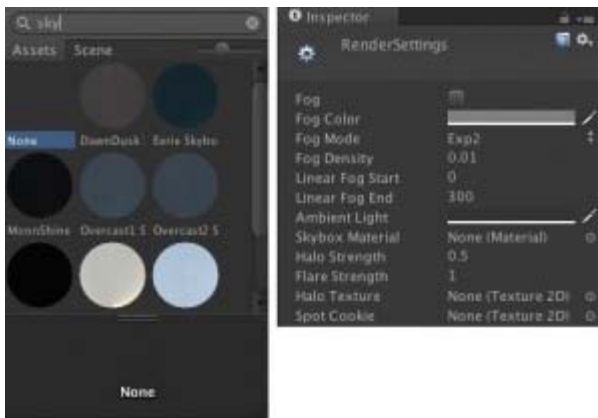 sky
Assets Scene
None DawnDusk Eerie Skybo
MoonShine Overcast1 S Overcast2 S
None
Inspector
RenderSettings
Fog
Fog Color
Fog Mode Exp2
Fog Density 0.01
Linear Fog Start 0
Linear Fog End 300
Ambient Light
Skybox Material None (Material)
Halo Strength 0.5
Flare Strength 1
Halo Texture None (Texture 2D)
Spot Cookie None (Texture 2D)